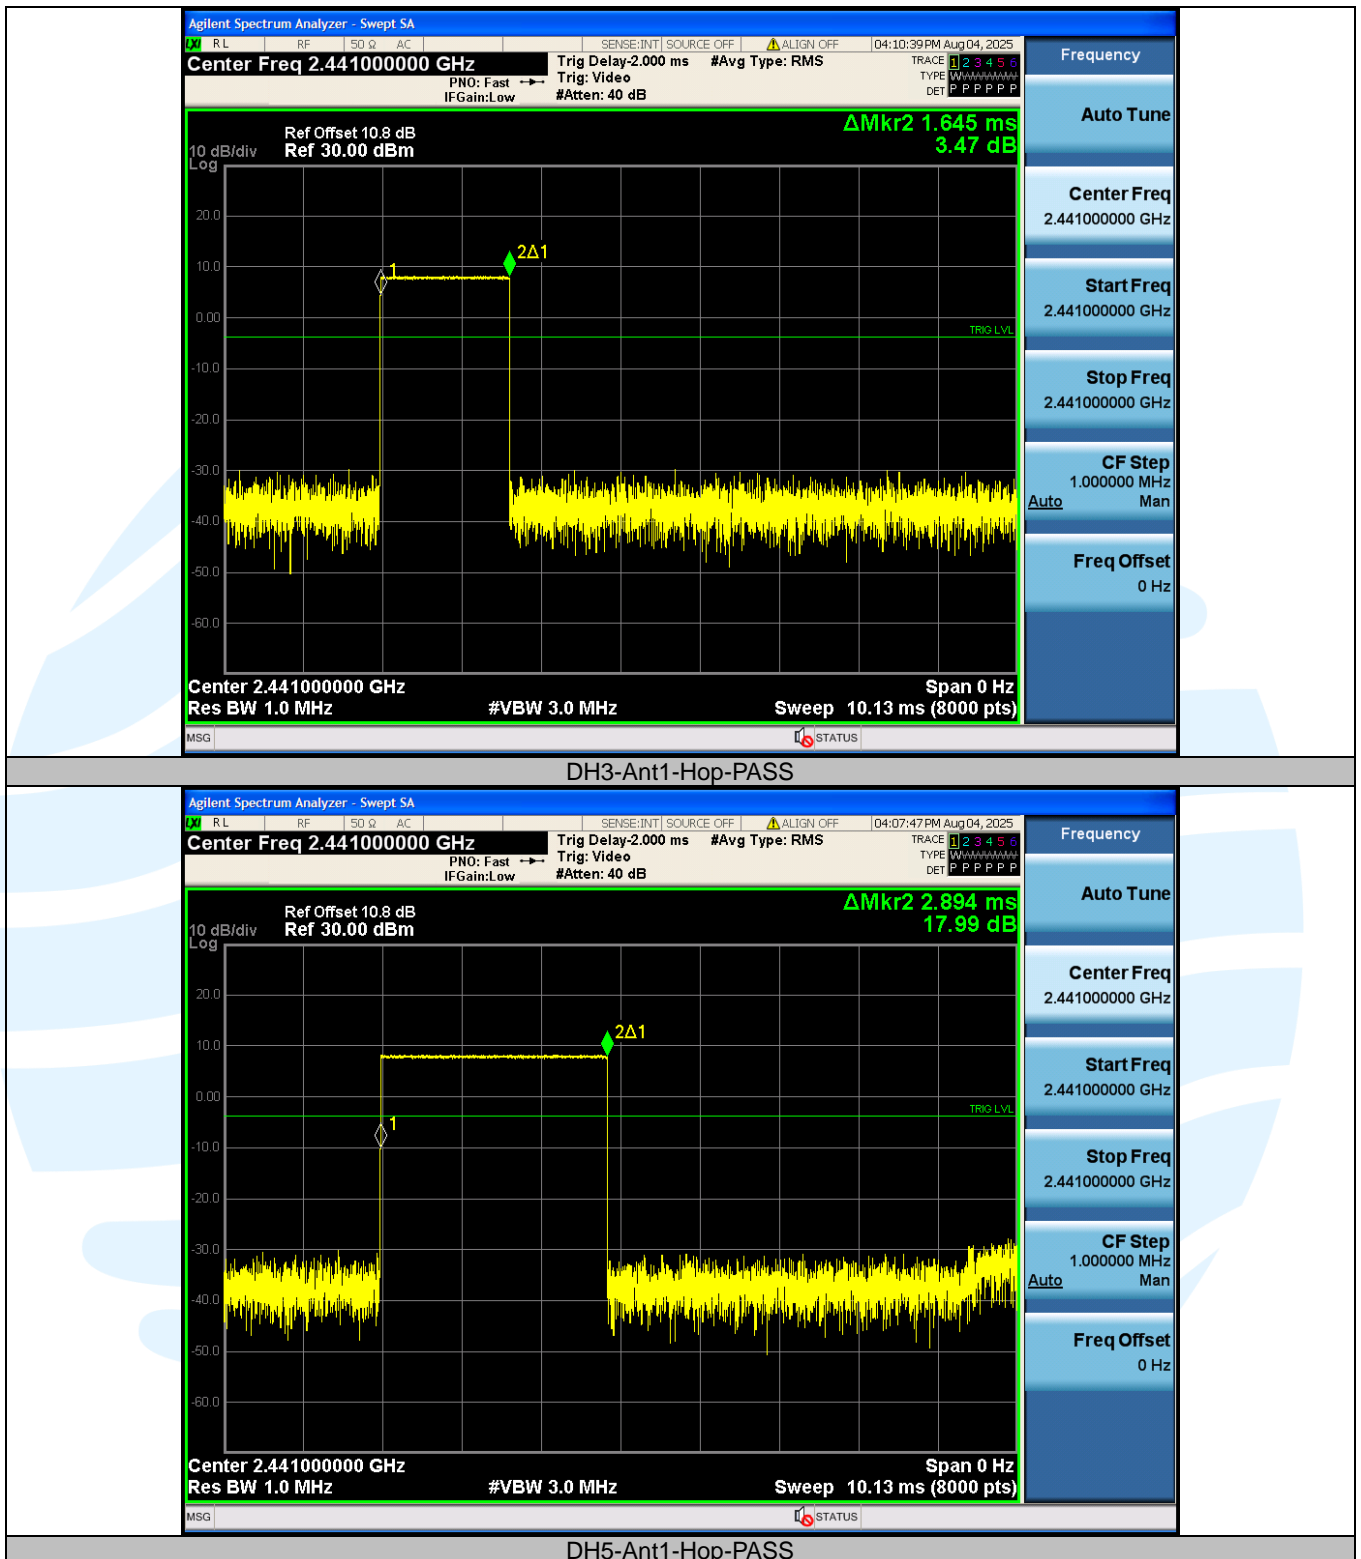 Agilent Spectrum Analyzer - Swept SA
LXI RL RF 50 Ω AC SENSE:INT SOURCE OFF ALIGN OFF 04:10:39 PM Aug 04, 2025
Center Freq 2.441000000 GHz
PNO: Fast
IFGain:Low
Trig Delay-2.000 ms #Avg Type: RMS
Trig: Video
#Atten: 40 dB
TRACE 1 2 3 4 5 6
TYPE WWWWWW
DET P P P P P P
ΔMkr2 1.645 ms
3.47 dB
Ref Offset 10.8 dB
10 dB/div Ref 30.00 dBm
Log
20.0
10.0
0.00
-10.0
-20.0
-30.0
-40.0
-50.0
-60.0
1
2Δ1
TRIG LVL
Center 2.441000000 GHz Span 0 Hz
Res BW 1.0 MHz #VBW 3.0 MHz Sweep 10.13 ms (8000 pts)
MSG STATUS
Frequency
Auto Tune
Center Freq
2.441000000 GHz
Start Freq
2.441000000 GHz
Stop Freq
2.441000000 GHz
CF Step
1.000000 MHz
Auto Man
Freq Offset
0 Hz
DH3-Ant1-Hop-PASS
Agilent Spectrum Analyzer - Swept SA
LXI RL RF 50 Ω AC SENSE:INT SOURCE OFF ALIGN OFF 04:07:47 PM Aug 04, 2025
Center Freq 2.441000000 GHz
PNO: Fast
IFGain:Low
Trig Delay-2.000 ms #Avg Type: RMS
Trig: Video
#Atten: 40 dB
TRACE 1 2 3 4 5 6
TYPE WWWWWW
DET P P P P P P
ΔMkr2 2.894 ms
17.99 dB
Ref Offset 10.8 dB
10 dB/div Ref 30.00 dBm
Log
20.0
10.0
0.00
-10.0
-20.0
-30.0
-40.0
-50.0
-60.0
2Δ1
1
TRIG LVL
Center 2.441000000 GHz Span 0 Hz
Res BW 1.0 MHz #VBW 3.0 MHz Sweep 10.13 ms (8000 pts)
MSG STATUS
Frequency
Auto Tune
Center Freq
2.441000000 GHz
Start Freq
2.441000000 GHz
Stop Freq
2.441000000 GHz
CF Step
1.000000 MHz
Auto Man
Freq Offset
0 Hz
DH5-Ant1-Hop-PASS